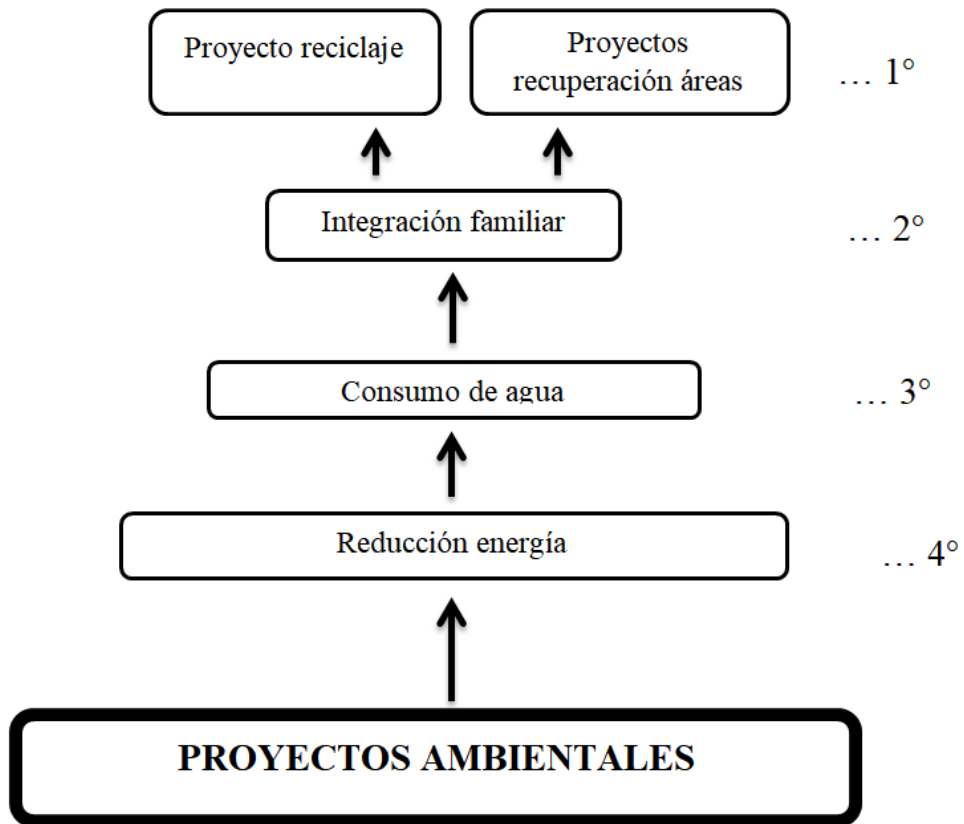 Proyecto reciclaje
Proyectos
recuperación áreas
… 1°
Integración familiar
… 2°
Consumo de agua
… 3°
Reducción energía
… 4°
PROYECTOS AMBIENTALES